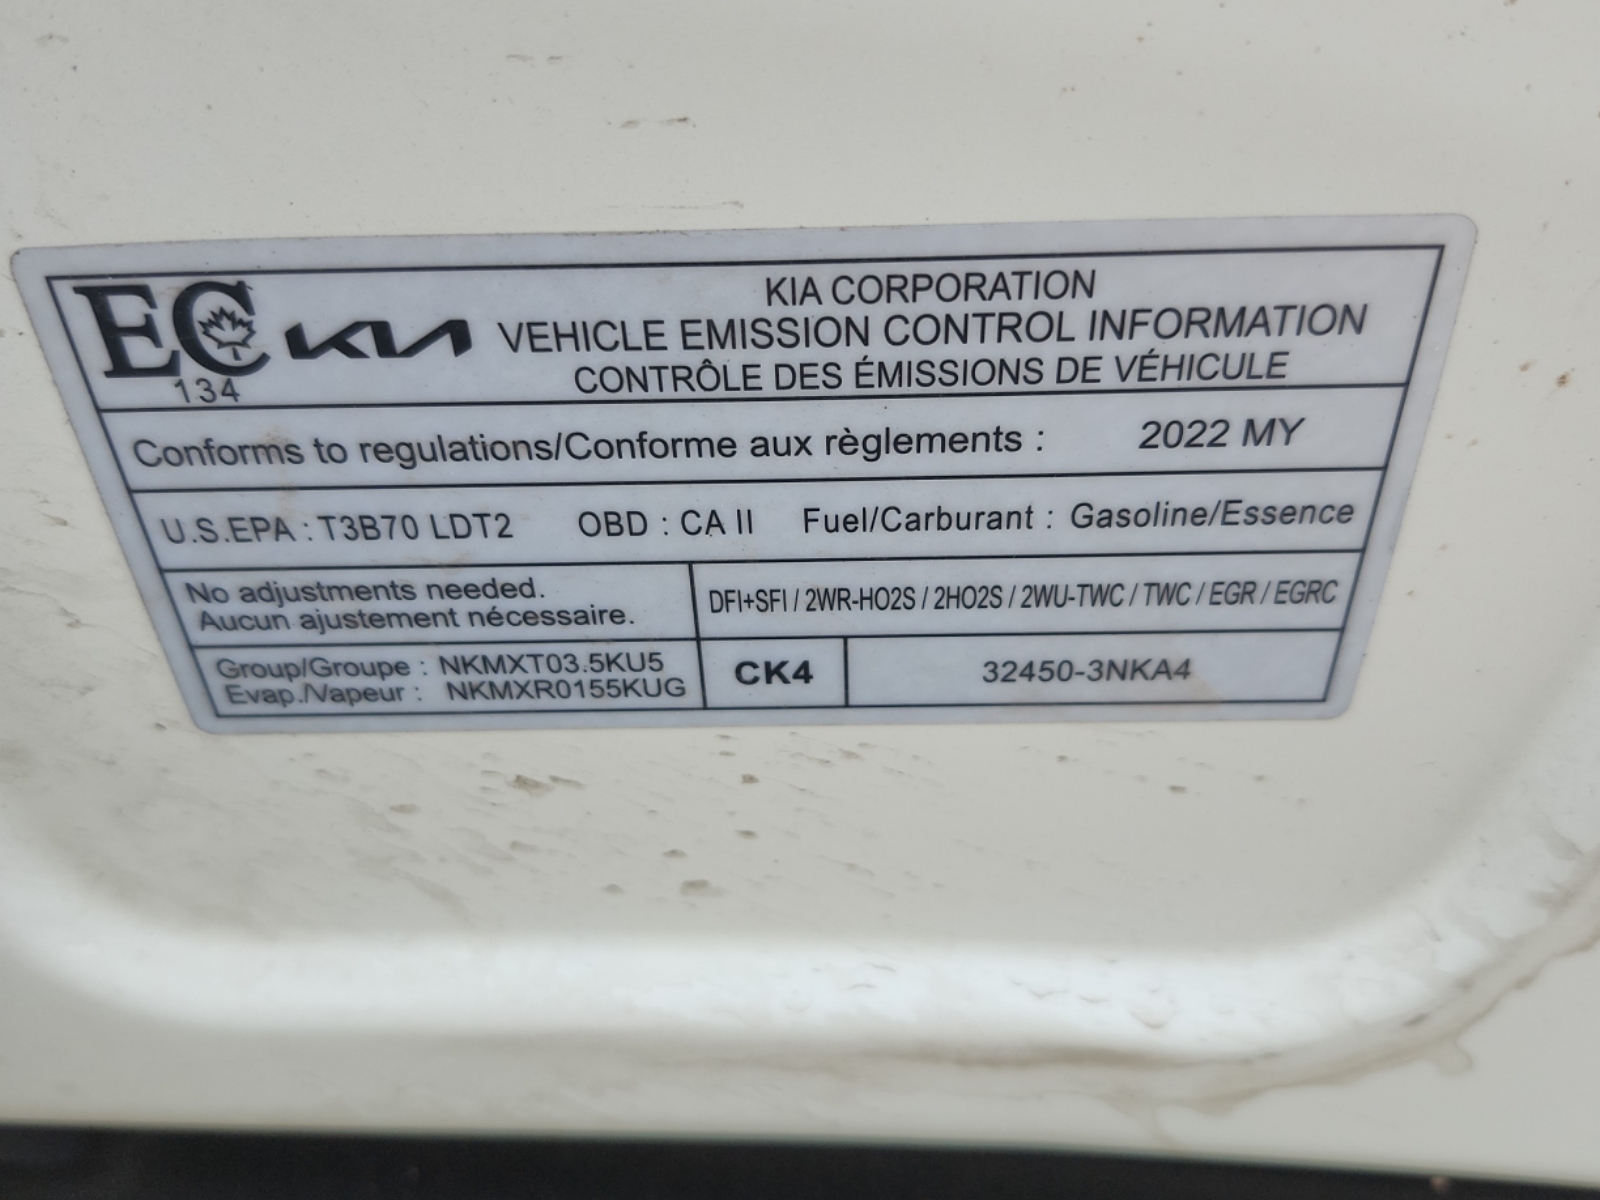 EC
134
KIA
KIA CORPORATION
VEHICLE EMISSION CONTROL INFORMATION
CONTRÔLE DES ÉMISSIONS DE VÉHICULE
Conforms to regulations/Conforme aux règlements : 2022 MY
U.S.EPA : T3B70 LDT2 OBD : CA II Fuel/Carburant : Gasoline/Essence
No adjustments needed.
Aucun ajustement nécessaire.
DFI+SFI / 2WR-HO2S / 2HO2S / 2WU-TWC / TWC / EGR / EGRC
Group/Groupe : NKMXT03.5KU5
Evap./Vapeur : NKMXR0155KUG
CK4
32450-3NKA4